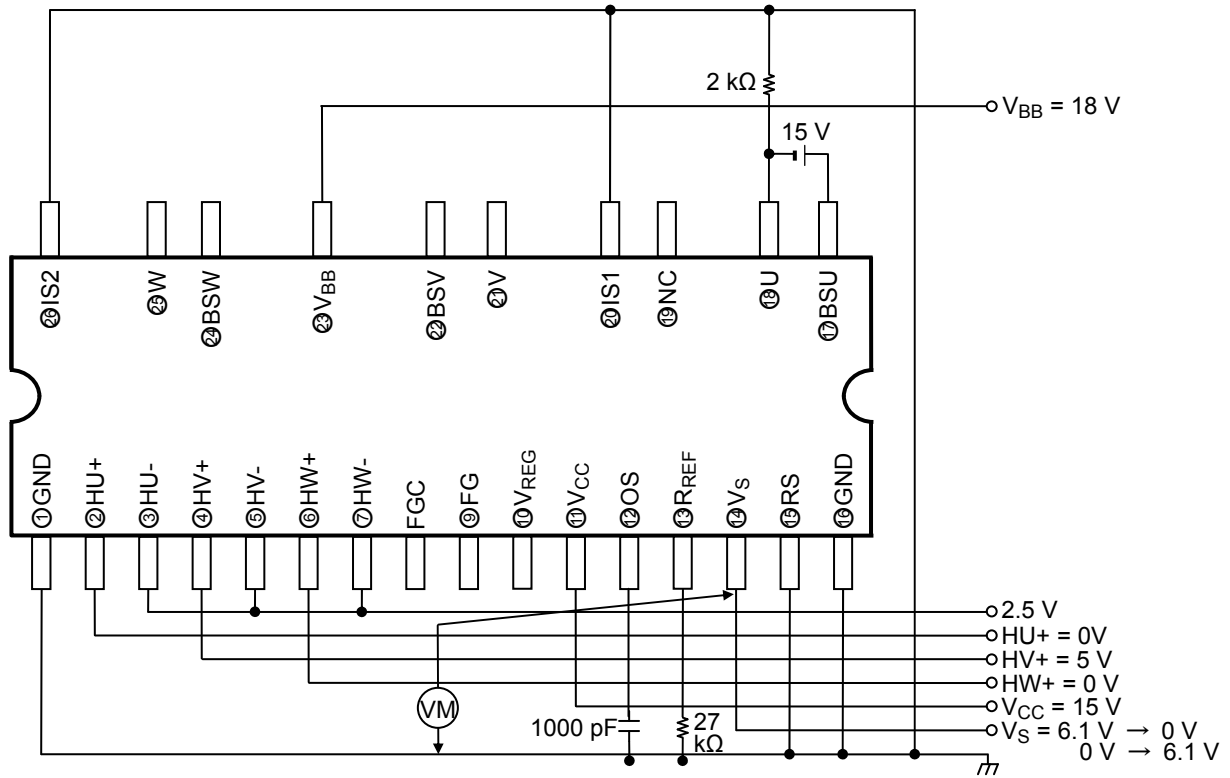 2 kΩ
V_BB = 18 V
15 V
㉖IS2
㉕W
㉔BSW
㉓V_BB
㉒BSV
㉑V
⑳IS1
⑲NC
⑱U
⑰BSU
①GND
②HU+
③HU-
④HV+
⑤HV-
⑥HW+
⑦HW-
FGC
⑨FG
⑩V_REG
⑪V_CC
⑫OS
⑬R_REF
⑭V_S
⑮RS
⑯GND
2.5 V
HU+ = 0V
HV+ = 5 V
HW+ = 0 V
V_CC = 15 V
V_S = 6.1 V → 0 V
0 V → 6.1 V
VM
1000 pF
27
kΩ